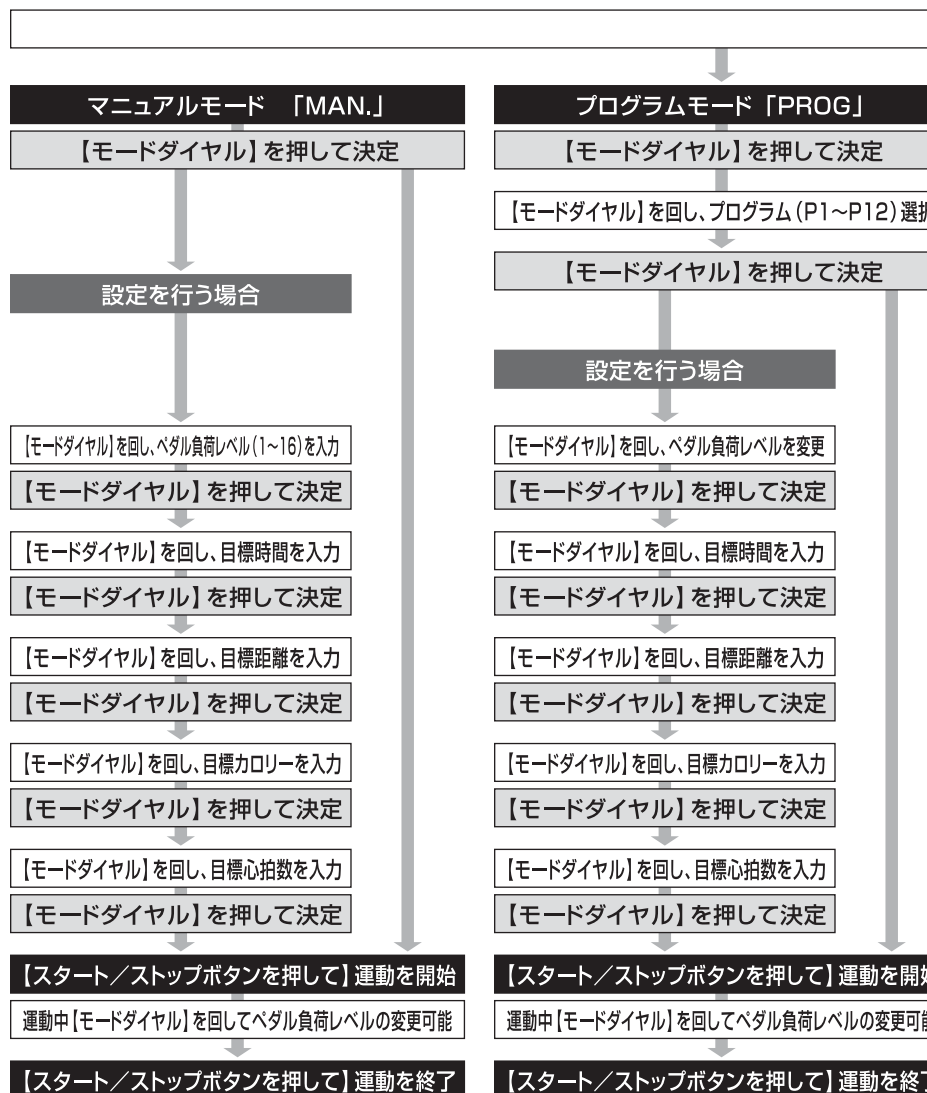 マニュアルモード 「MAN.」
【モードダイヤル】を押して決定
設定を行う場合
【モードダイヤル】を回し、ペダル負荷レベル(1~16)を入力
【モードダイヤル】を押して決定
【モードダイヤル】を回し、目標時間を入力
【モードダイヤル】を押して決定
【モードダイヤル】を回し、目標距離を入力
【モードダイヤル】を押して決定
【モードダイヤル】を回し、目標カロリーを入力
【モードダイヤル】を押して決定
【モードダイヤル】を回し、目標心拍数を入力
【モードダイヤル】を押して決定
【スタート/ストップボタンを押して】運動を開始
運動中【モードダイヤル】を回してペダル負荷レベルの変更可能
【スタート/ストップボタンを押して】運動を終了
プログラムモード「PROG」
【モードダイヤル】を押して決定
【モードダイヤル】を回し、プログラム(P1~P12)選択
【モードダイヤル】を押して決定
設定を行う場合
【モードダイヤル】を回し、ペダル負荷レベルを変更
【モードダイヤル】を押して決定
【モードダイヤル】を回し、目標時間を入力
【モードダイヤル】を押して決定
【モードダイヤル】を回し、目標距離を入力
【モードダイヤル】を押して決定
【モードダイヤル】を回し、目標カロリーを入力
【モードダイヤル】を押して決定
【モードダイヤル】を回し、目標心拍数を入力
【モードダイヤル】を押して決定
【スタート/ストップボタンを押して】運動を開始
運動中【モードダイヤル】を回してペダル負荷レベルの変更可能
【スタート/ストップボタンを押して】運動を終了